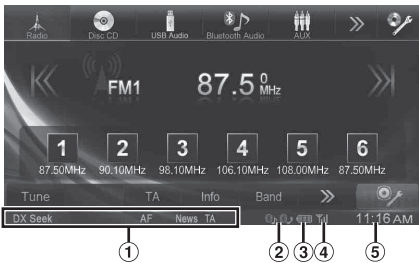 Radio Disc CD USB Audio Bluetooth Audio AUX
FM1 87.5 0 MHz
1 2 3 4 5 6
87.50MHz 90.10MHz 98.10MHz 106.10MHz 108.00MHz 87.50MHz
Tune TA Info Band
DX Seek AF News TA 11:16 AM
1 2 3 4 5